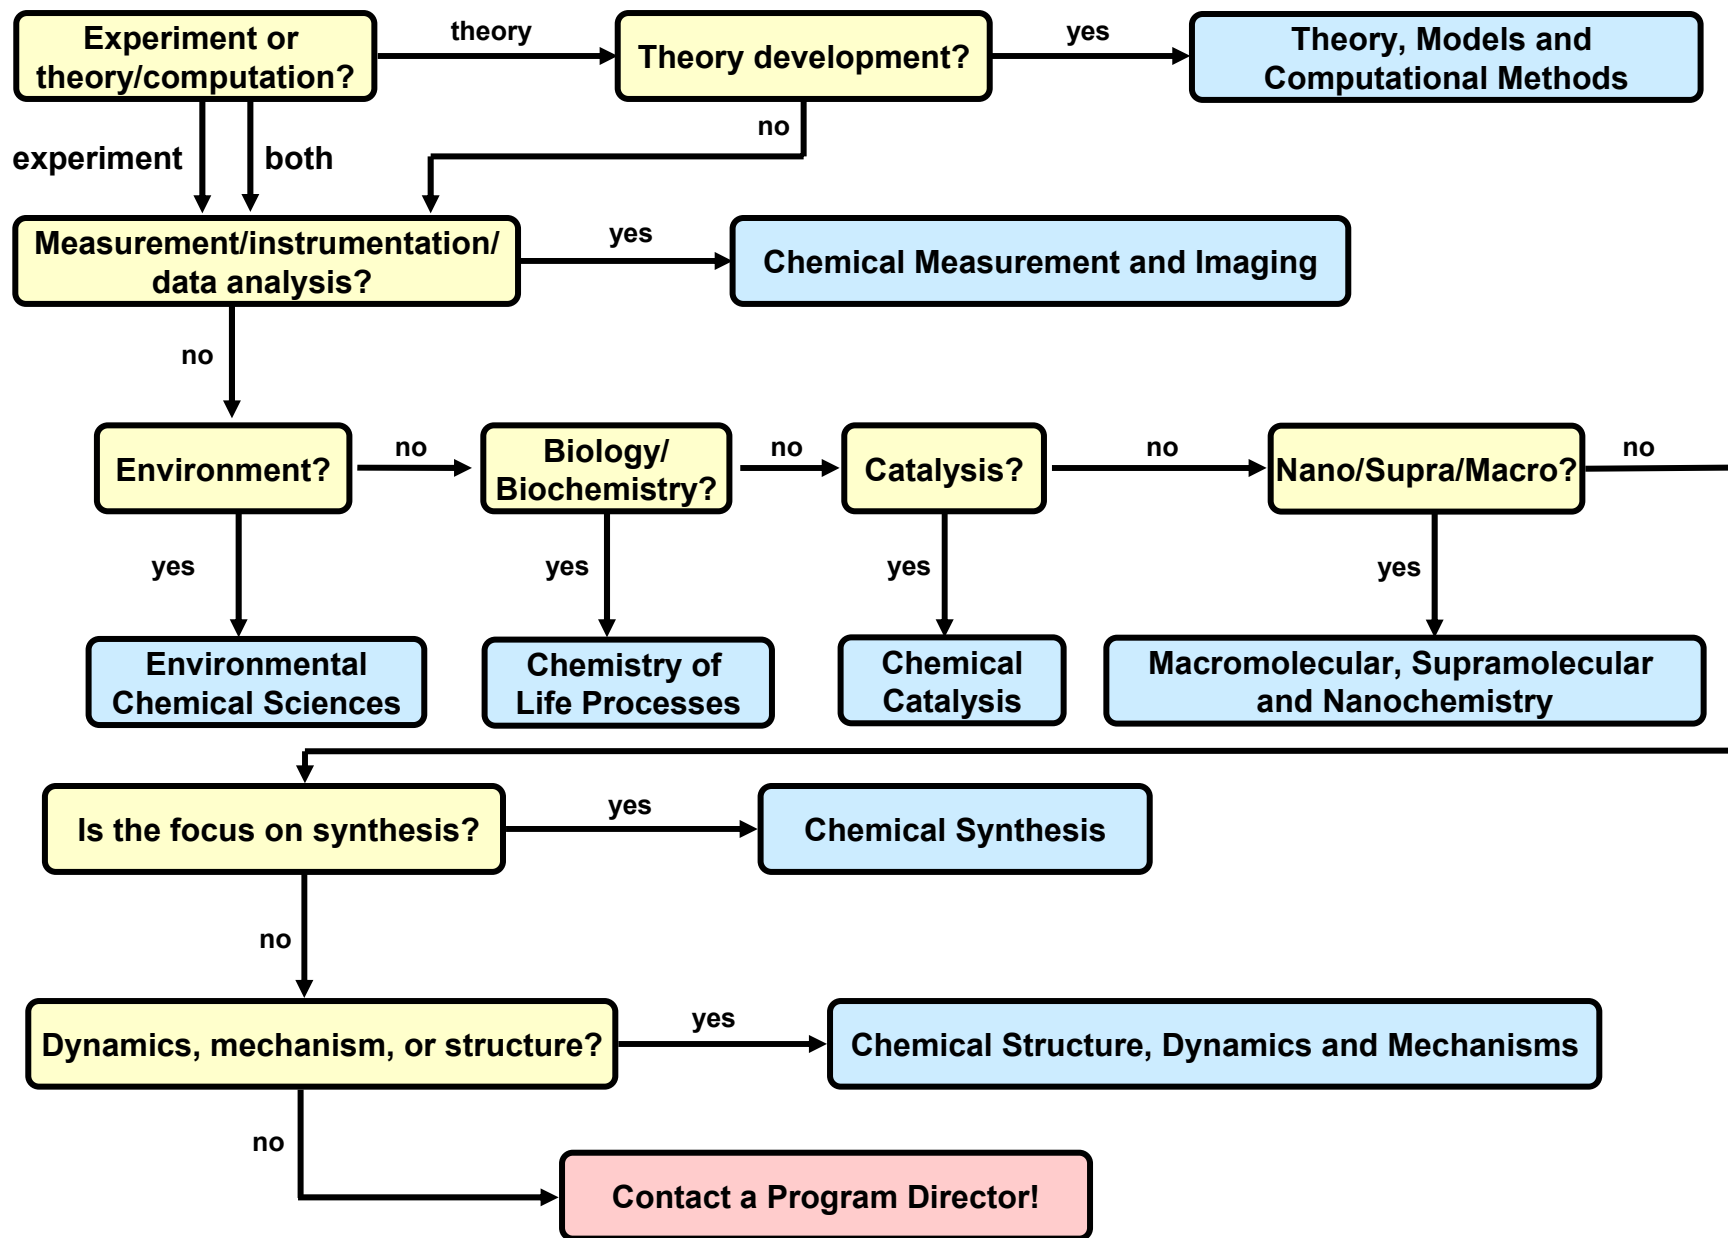 Experiment or
theory/computation?
theory
Theory development?
yes
Theory, Models and
Computational Methods
no
experiment
both
Measurement/instrumentation/
data analysis?
yes
Chemical Measurement and Imaging
no
Environment?
no
Biology/
Biochemistry?
no
Catalysis?
no
Nano/Supra/Macro?
no
yes
yes
yes
yes
Environmental
Chemical Sciences
Chemistry of
Life Processes
Chemical
Catalysis
Macromolecular, Supramolecular
and Nanochemistry
Is the focus on synthesis?
yes
Chemical Synthesis
no
Dynamics, mechanism, or structure?
yes
Chemical Structure, Dynamics and Mechanisms
no
Contact a Program Director!